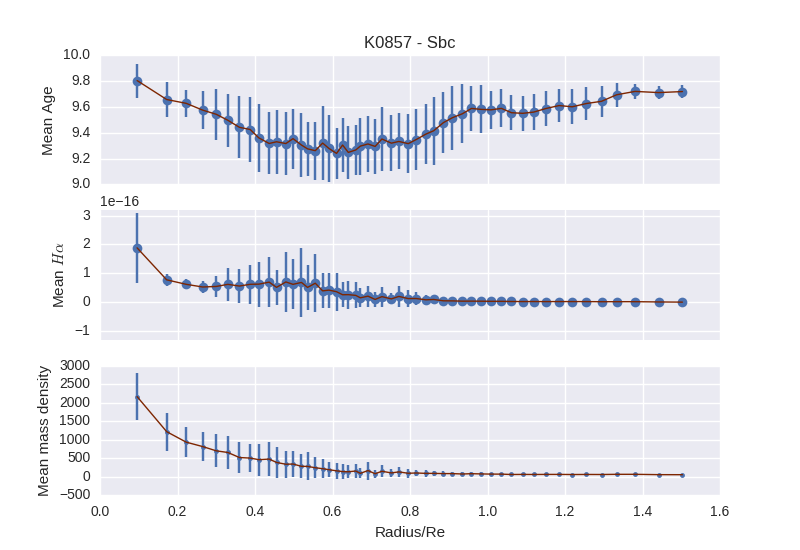 K0857 - Sbc
Mean Age
10.0
9.8
9.6
9.4
9.2
9.0
1e−16
Mean Hα
3
2
1
0
−1
Mean mass density
3000
2500
2000
1500
1000
500
0
−500
0.0 0.2 0.4 0.6 0.8 1.0 1.2 1.4 1.6
Radius/Re